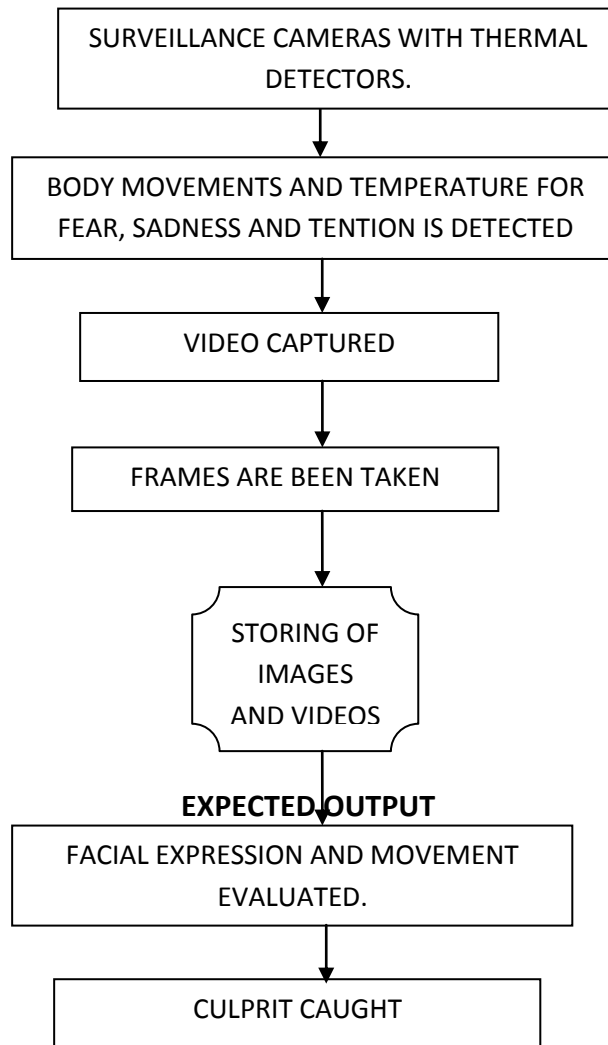 SURVEILLANCE CAMERAS WITH THERMAL
DETECTORS.
BODY MOVEMENTS AND TEMPERATURE FOR
FEAR, SADNESS AND TENTION IS DETECTED
VIDEO CAPTURED
FRAMES ARE BEEN TAKEN
STORING OF
IMAGES
AND VIDEOS
EXPECTED OUTPUT
FACIAL EXPRESSION AND MOVEMENT
EVALUATED.
CULPRIT CAUGHT